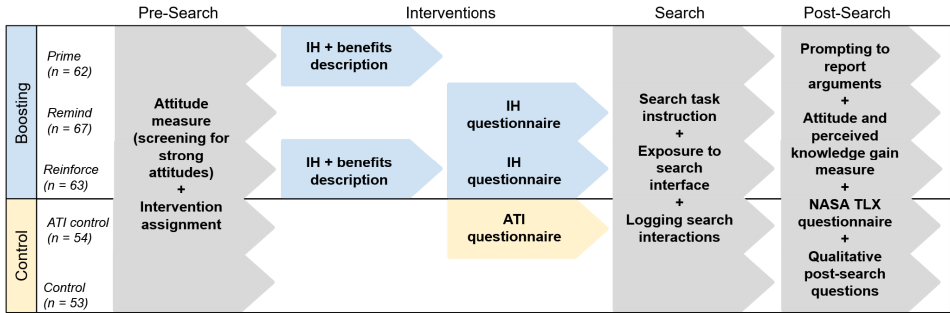 Pre-Search
Interventions
Search
Post-Search
Boosting
Prime
(n = 62)
Remind
(n = 67)
Reinforce
(n = 63)
Control
ATI control
(n = 54)
Control
(n = 53)
Attitude
measure
(screening for
strong
attitudes)
+
Intervention
assignment
IH + benefits
description
IH
questionnaire
IH + benefits
description
IH
questionnaire
ATI
questionnaire
Search task
instruction
+
Exposure to
search
interface
+
Logging search
interactions
Prompting to
report
arguments
+
Attitude and
perceived
knowledge gain
measure
+
NASA TLX
questionnaire
+
Qualitative
post-search
questions